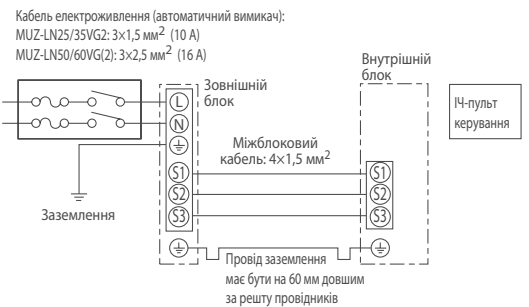 Кабель електроживлення (автоматичний вимикач):
MUZ-LN25/35VG2: 3×1,5 мм² (10 А)
MUZ-LN50/60VG(2): 3×2,5 мм² (16 А)
Зовнішній
блок
Внутрішній
блок
ІЧ-пульт
керування
L
N
Міжблоковий
кабель: 4×1,5 мм²
S1
S2
S3
S1
S2
S3
Заземлення
Провід заземлення
має бути на 60 мм довшим
за решту провідників